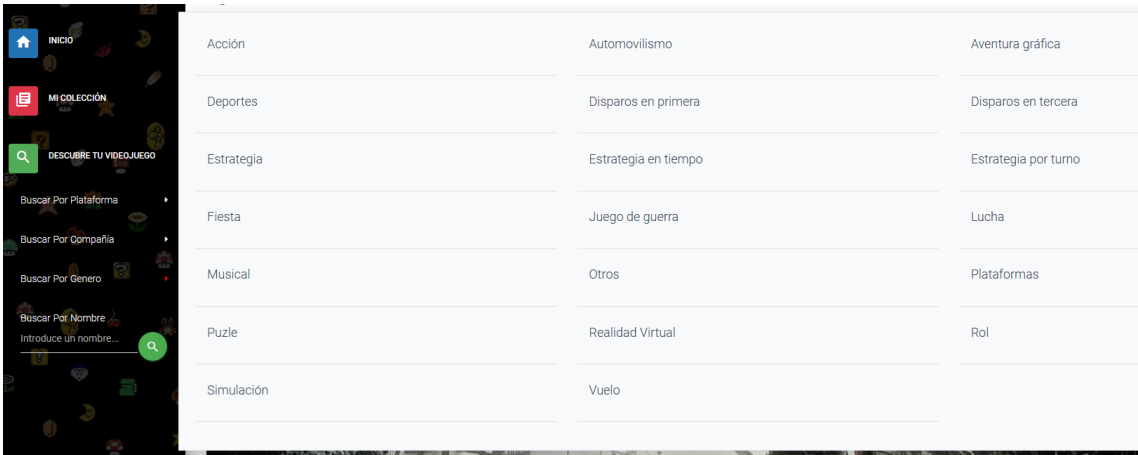 INICIO
MI COLECCIÓN
DESCUBRE TU VIDEOJUEGO
Buscar Por Plataforma
Buscar Por Compañía
Buscar Por Genero
Buscar Por Nombre
Introduce un nombre...
Acción
Automovilismo
Aventura gráfica
Deportes
Disparos en primera
Disparos en tercera
Estrategia
Estrategia en tiempo
Estrategia por turno
Fiesta
Juego de guerra
Lucha
Musical
Otros
Plataformas
Puzle
Realidad Virtual
Rol
Simulación
Vuelo